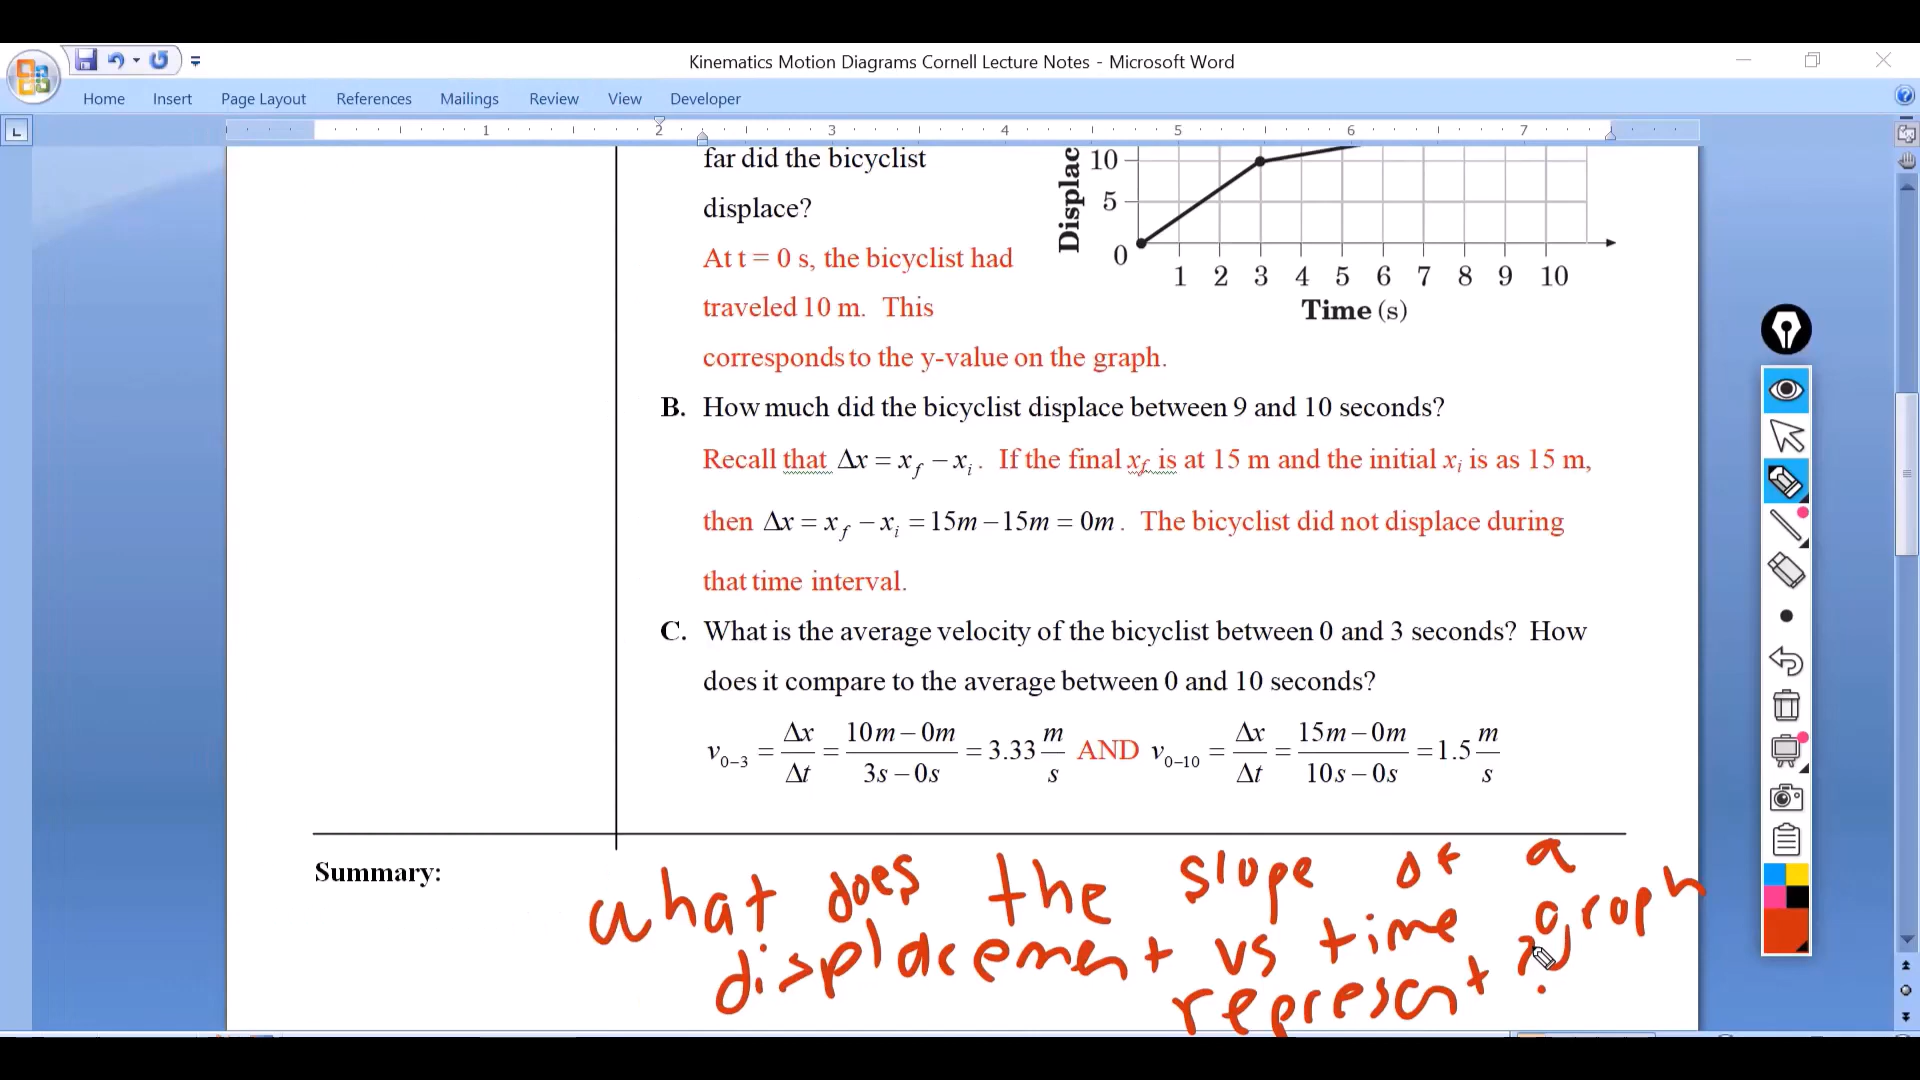 Kinematics Motion Diagrams Cornell Lecture Notes - Microsoft Word
Home Insert Page Layout References Mailings Review View Developer
L 1 2 3 4 5 6 7
far did the bicyclist
displace?
At t = 0 s, the bicyclist had
traveled 10 m. This
corresponds to the y-value on the graph.
Displac
10
5
0
1 2 3 4 5 6 7 8 9 10
Time (s)
B. How much did the bicyclist displace between 9 and 10 seconds?
Recall that Δx = x_f − x_i. If the final x_f is at 15 m and the initial x_i is as 15 m,
then Δx = x_f − x_i = 15m − 15m = 0m. The bicyclist did not displace during
that time interval.
C. What is the average velocity of the bicyclist between 0 and 3 seconds? How
does it compare to the average between 0 and 10 seconds?
v_0−3 = Δx/Δt = (10m − 0m)/(3s − 0s) = 3.33 m/s AND v_0−10 = Δx/Δt = (15m − 0m)/(10s − 0s) = 1.5 m/s
Summary:
what does the slope of a
displacement vs time graph
represent?